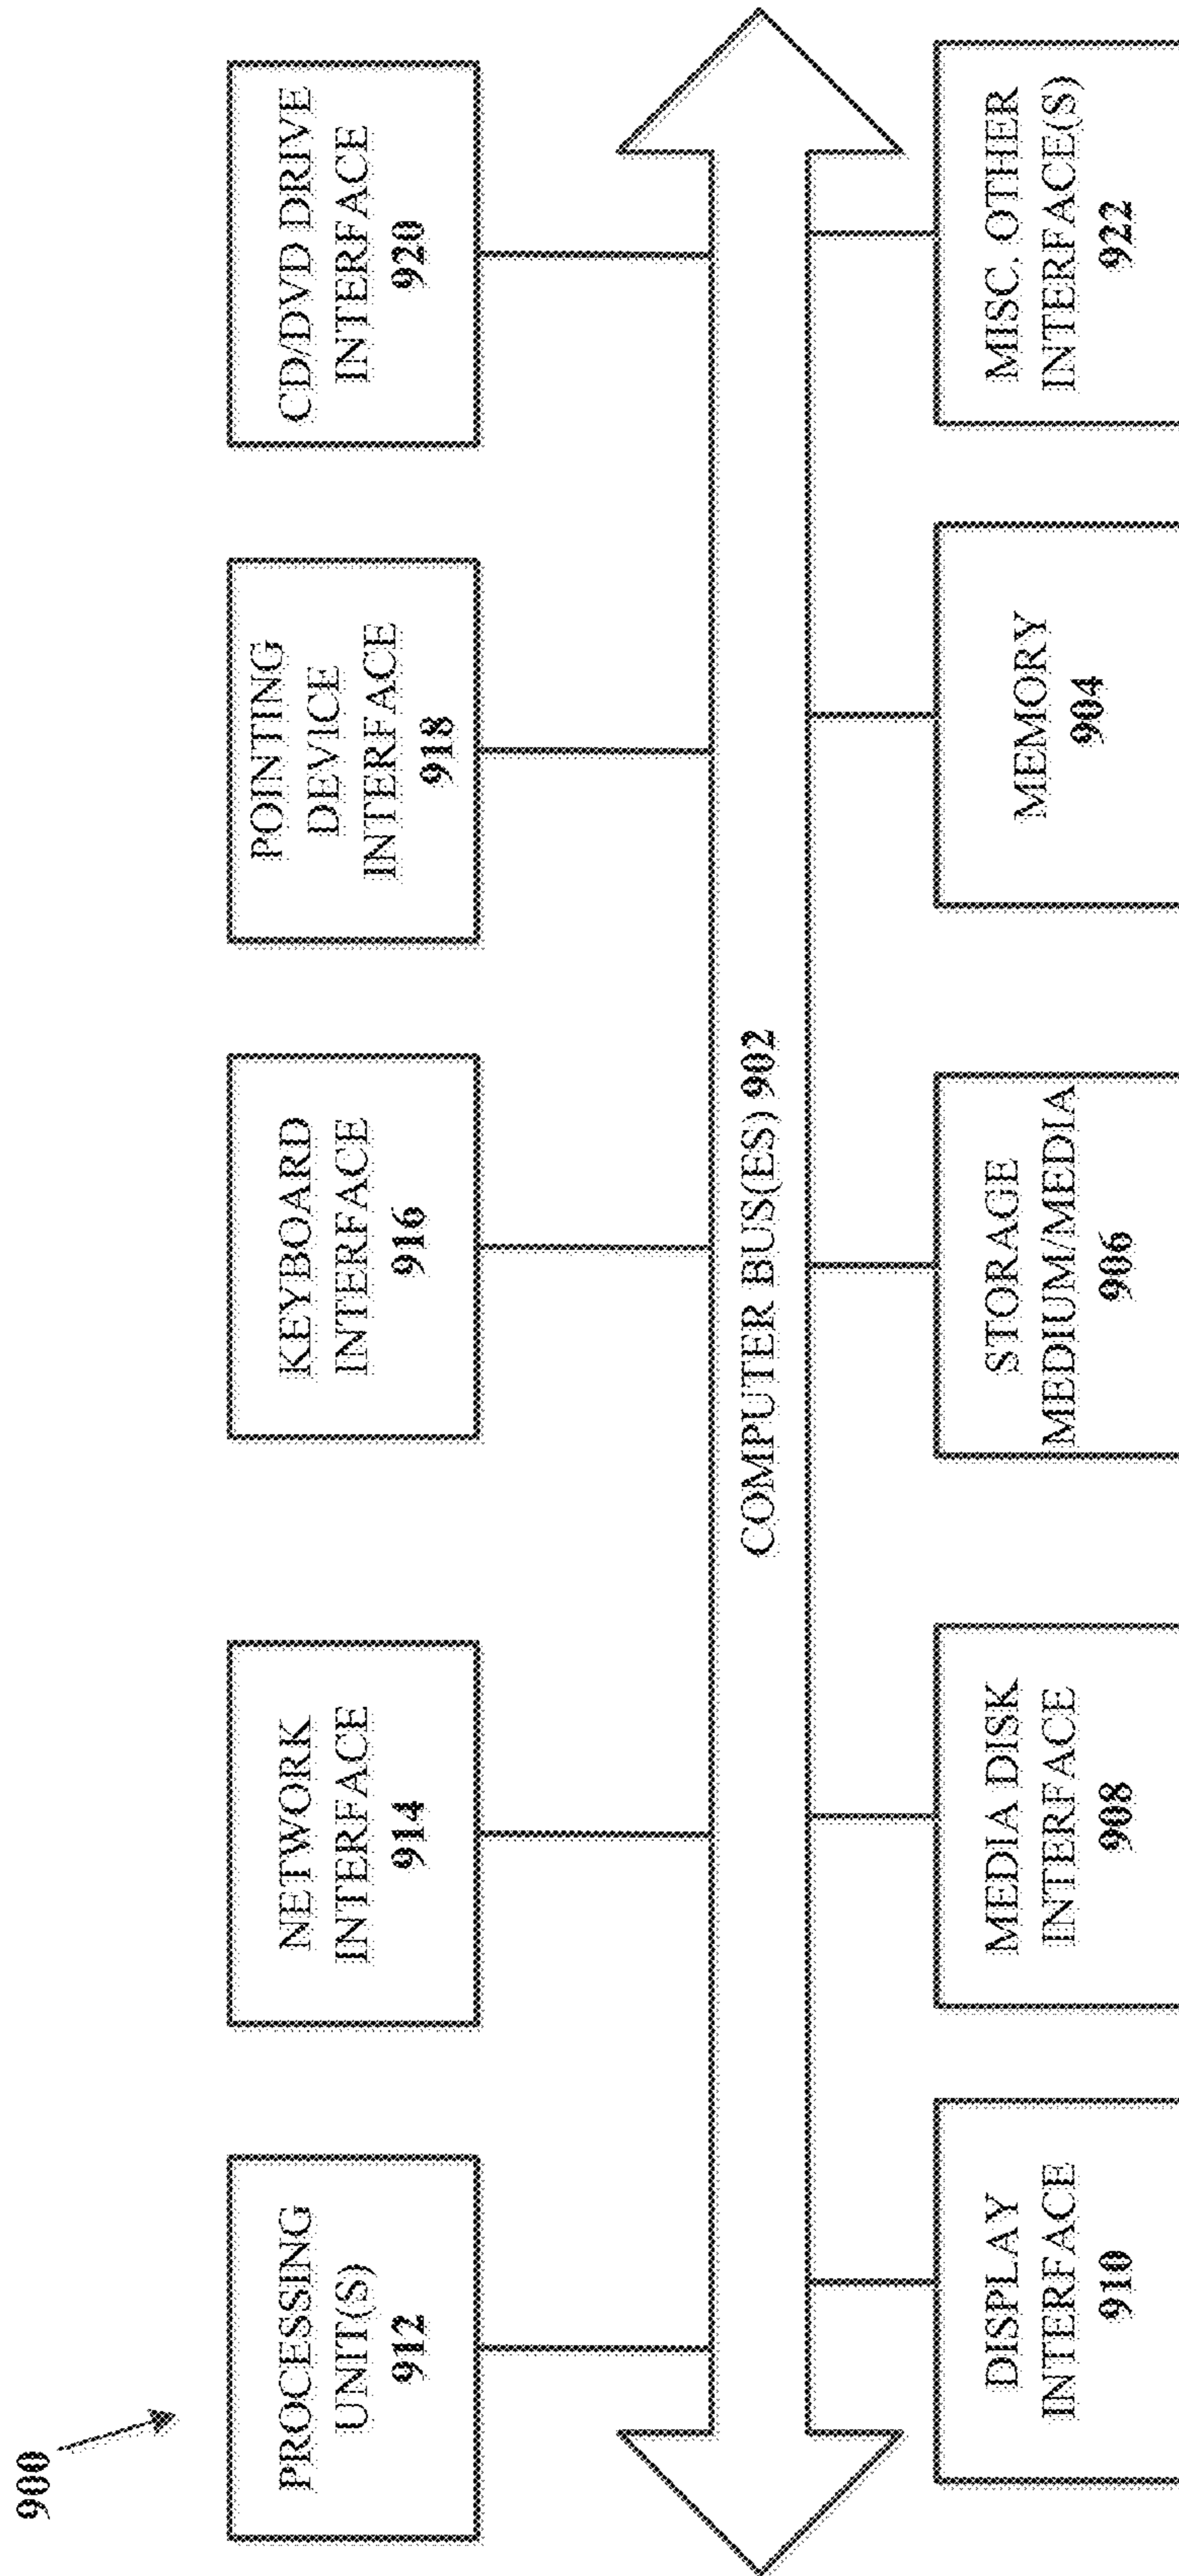 900
PROCESSING
UNIT(S)
912
NETWORK
INTERFACE
914
KEYBOARD
INTERFACE
916
POINTING
DEVICE
INTERFACE
918
CD/DVD DRIVE
INTERFACE
920
COMPUTER BUS(ES) 902
DISPLAY
INTERFACE
910
MEDIA DISK
INTERFACE
908
STORAGE
MEDIUM/MEDIA
906
MEMORY
904
MISC. OTHER
INTERFACE(S)
922